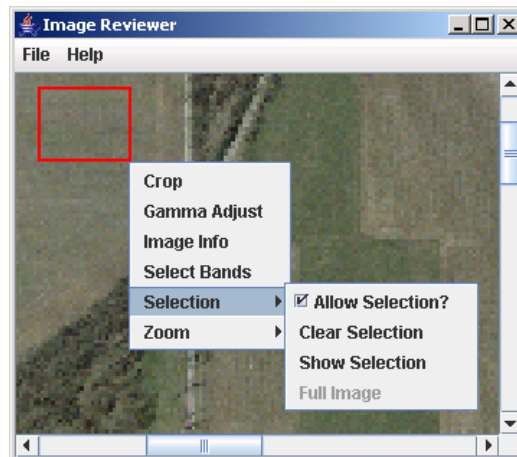 Image Reviewer
File Help
Crop
Gamma Adjust
Image Info
Select Bands
Selection
Zoom
Allow Selection?
Clear Selection
Show Selection
Full Image